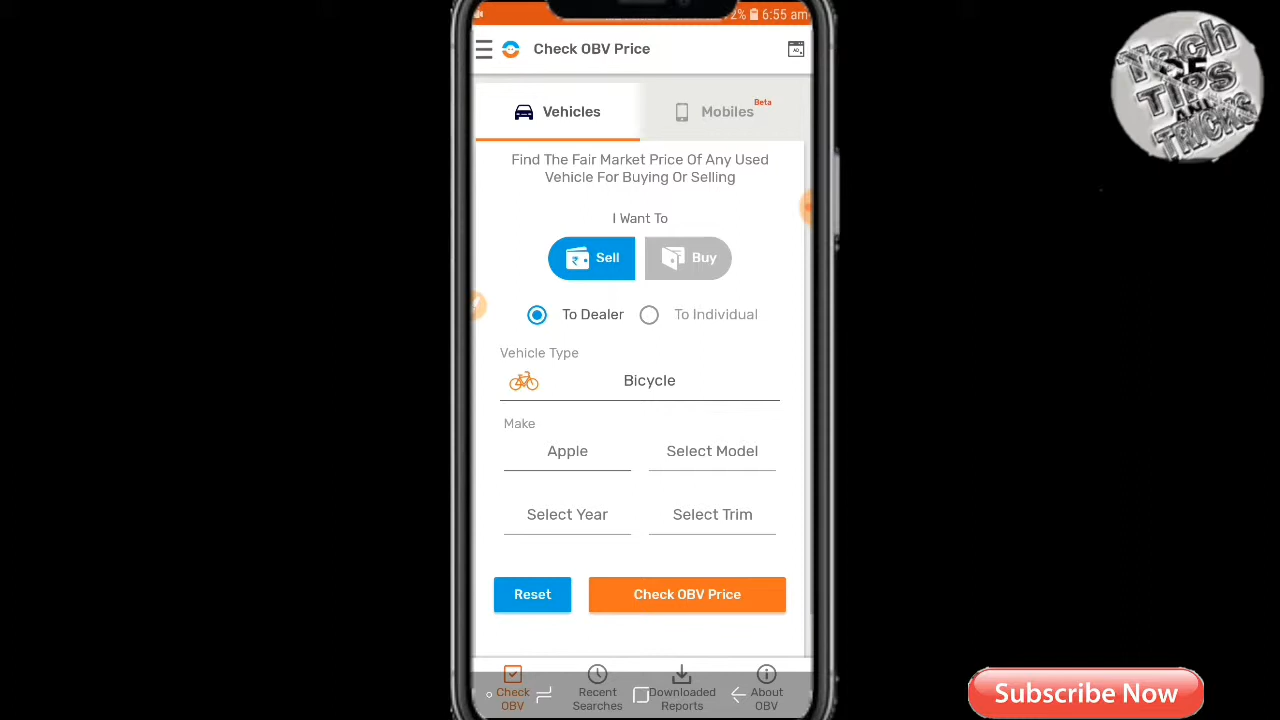 2% 6:55 am
Check OBV Price
Vehicles
Mobiles Beta
Find The Fair Market Price Of Any Used
Vehicle For Buying Or Selling
I Want To
Sell
Buy
To Dealer
To Individual
Vehicle Type
Bicycle
Make
Apple
Select Model
Select Year
Select Trim
Reset
Check OBV Price
Check
OBV
Recent
Searches
Downloaded
Reports
About
OBV
Tech
TIPS
TRICKS
Subscribe Now